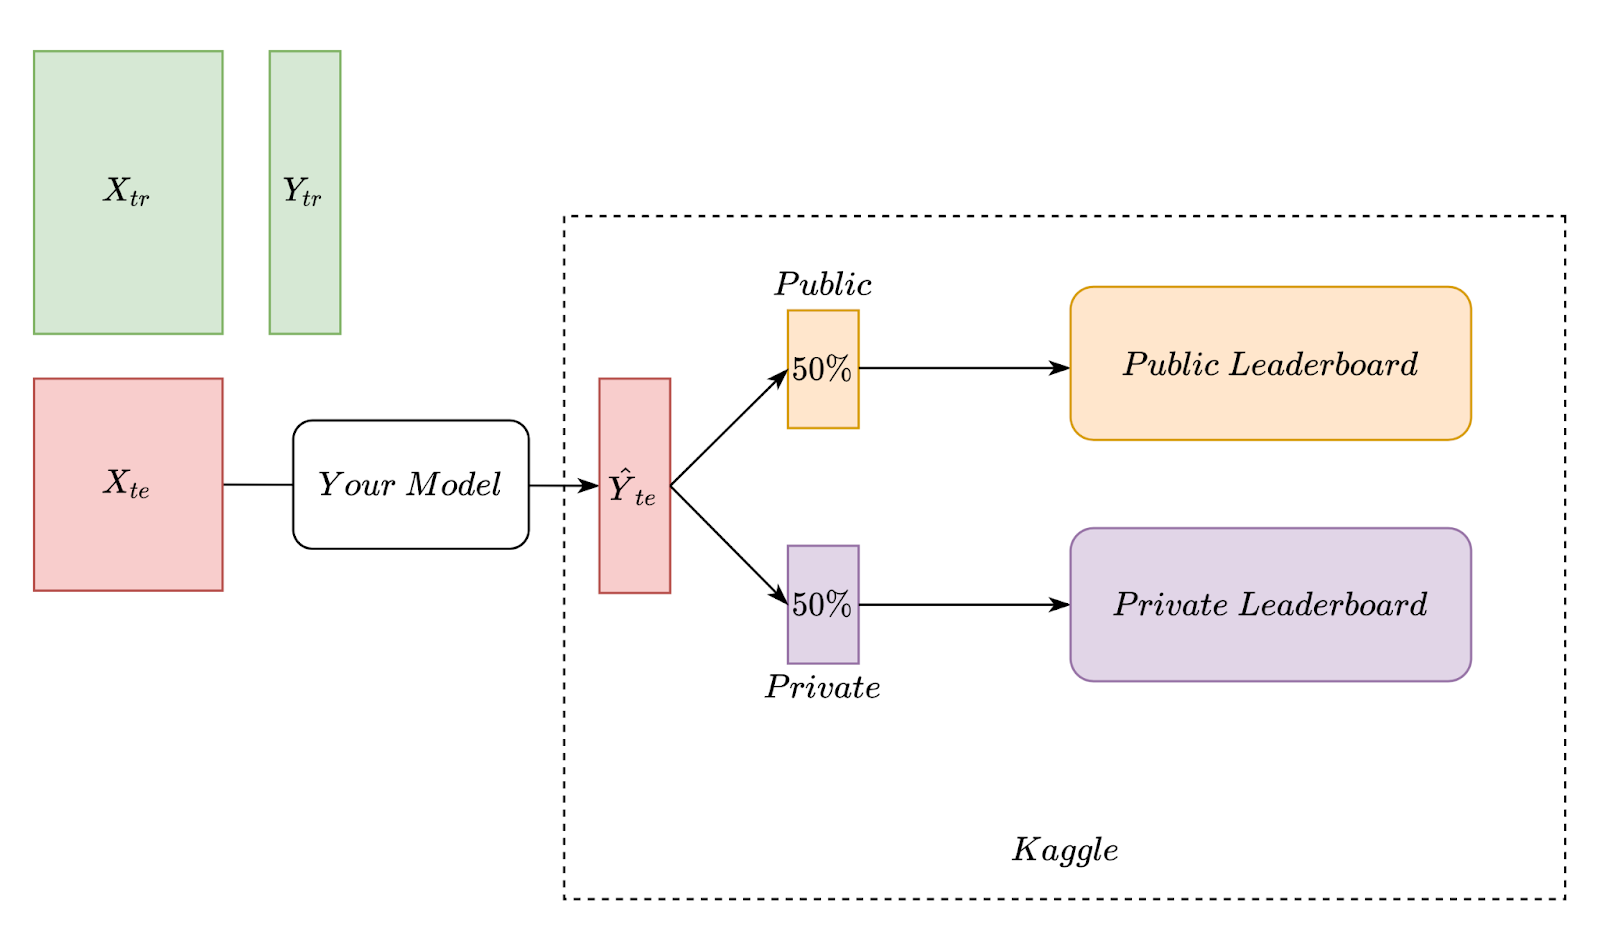 X_tr
Y_tr
Public
50%
Public Leaderboard
X_te
Your Model
Ŷ_te
50%
Private Leaderboard
Private
Kaggle